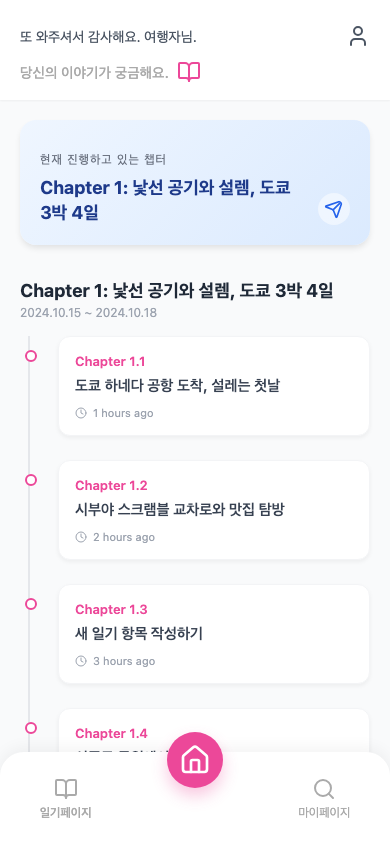 또 와주셔서 감사해요. 여행자님.
당신의 이야기가 궁금해요.
현재 진행하고 있는 챕터
Chapter 1: 낯선 공기와 설렘, 도쿄
3박 4일
Chapter 1: 낯선 공기와 설렘, 도쿄 3박 4일
2024.10.15 ~ 2024.10.18
Chapter 1.1
도쿄 하네다 공항 도착, 설레는 첫날
1 hours ago
Chapter 1.2
시부야 스크램블 교차로와 맛집 탐방
2 hours ago
Chapter 1.3
새 일기 항목 작성하기
3 hours ago
Chapter 1.4
일기페이지
마이페이지